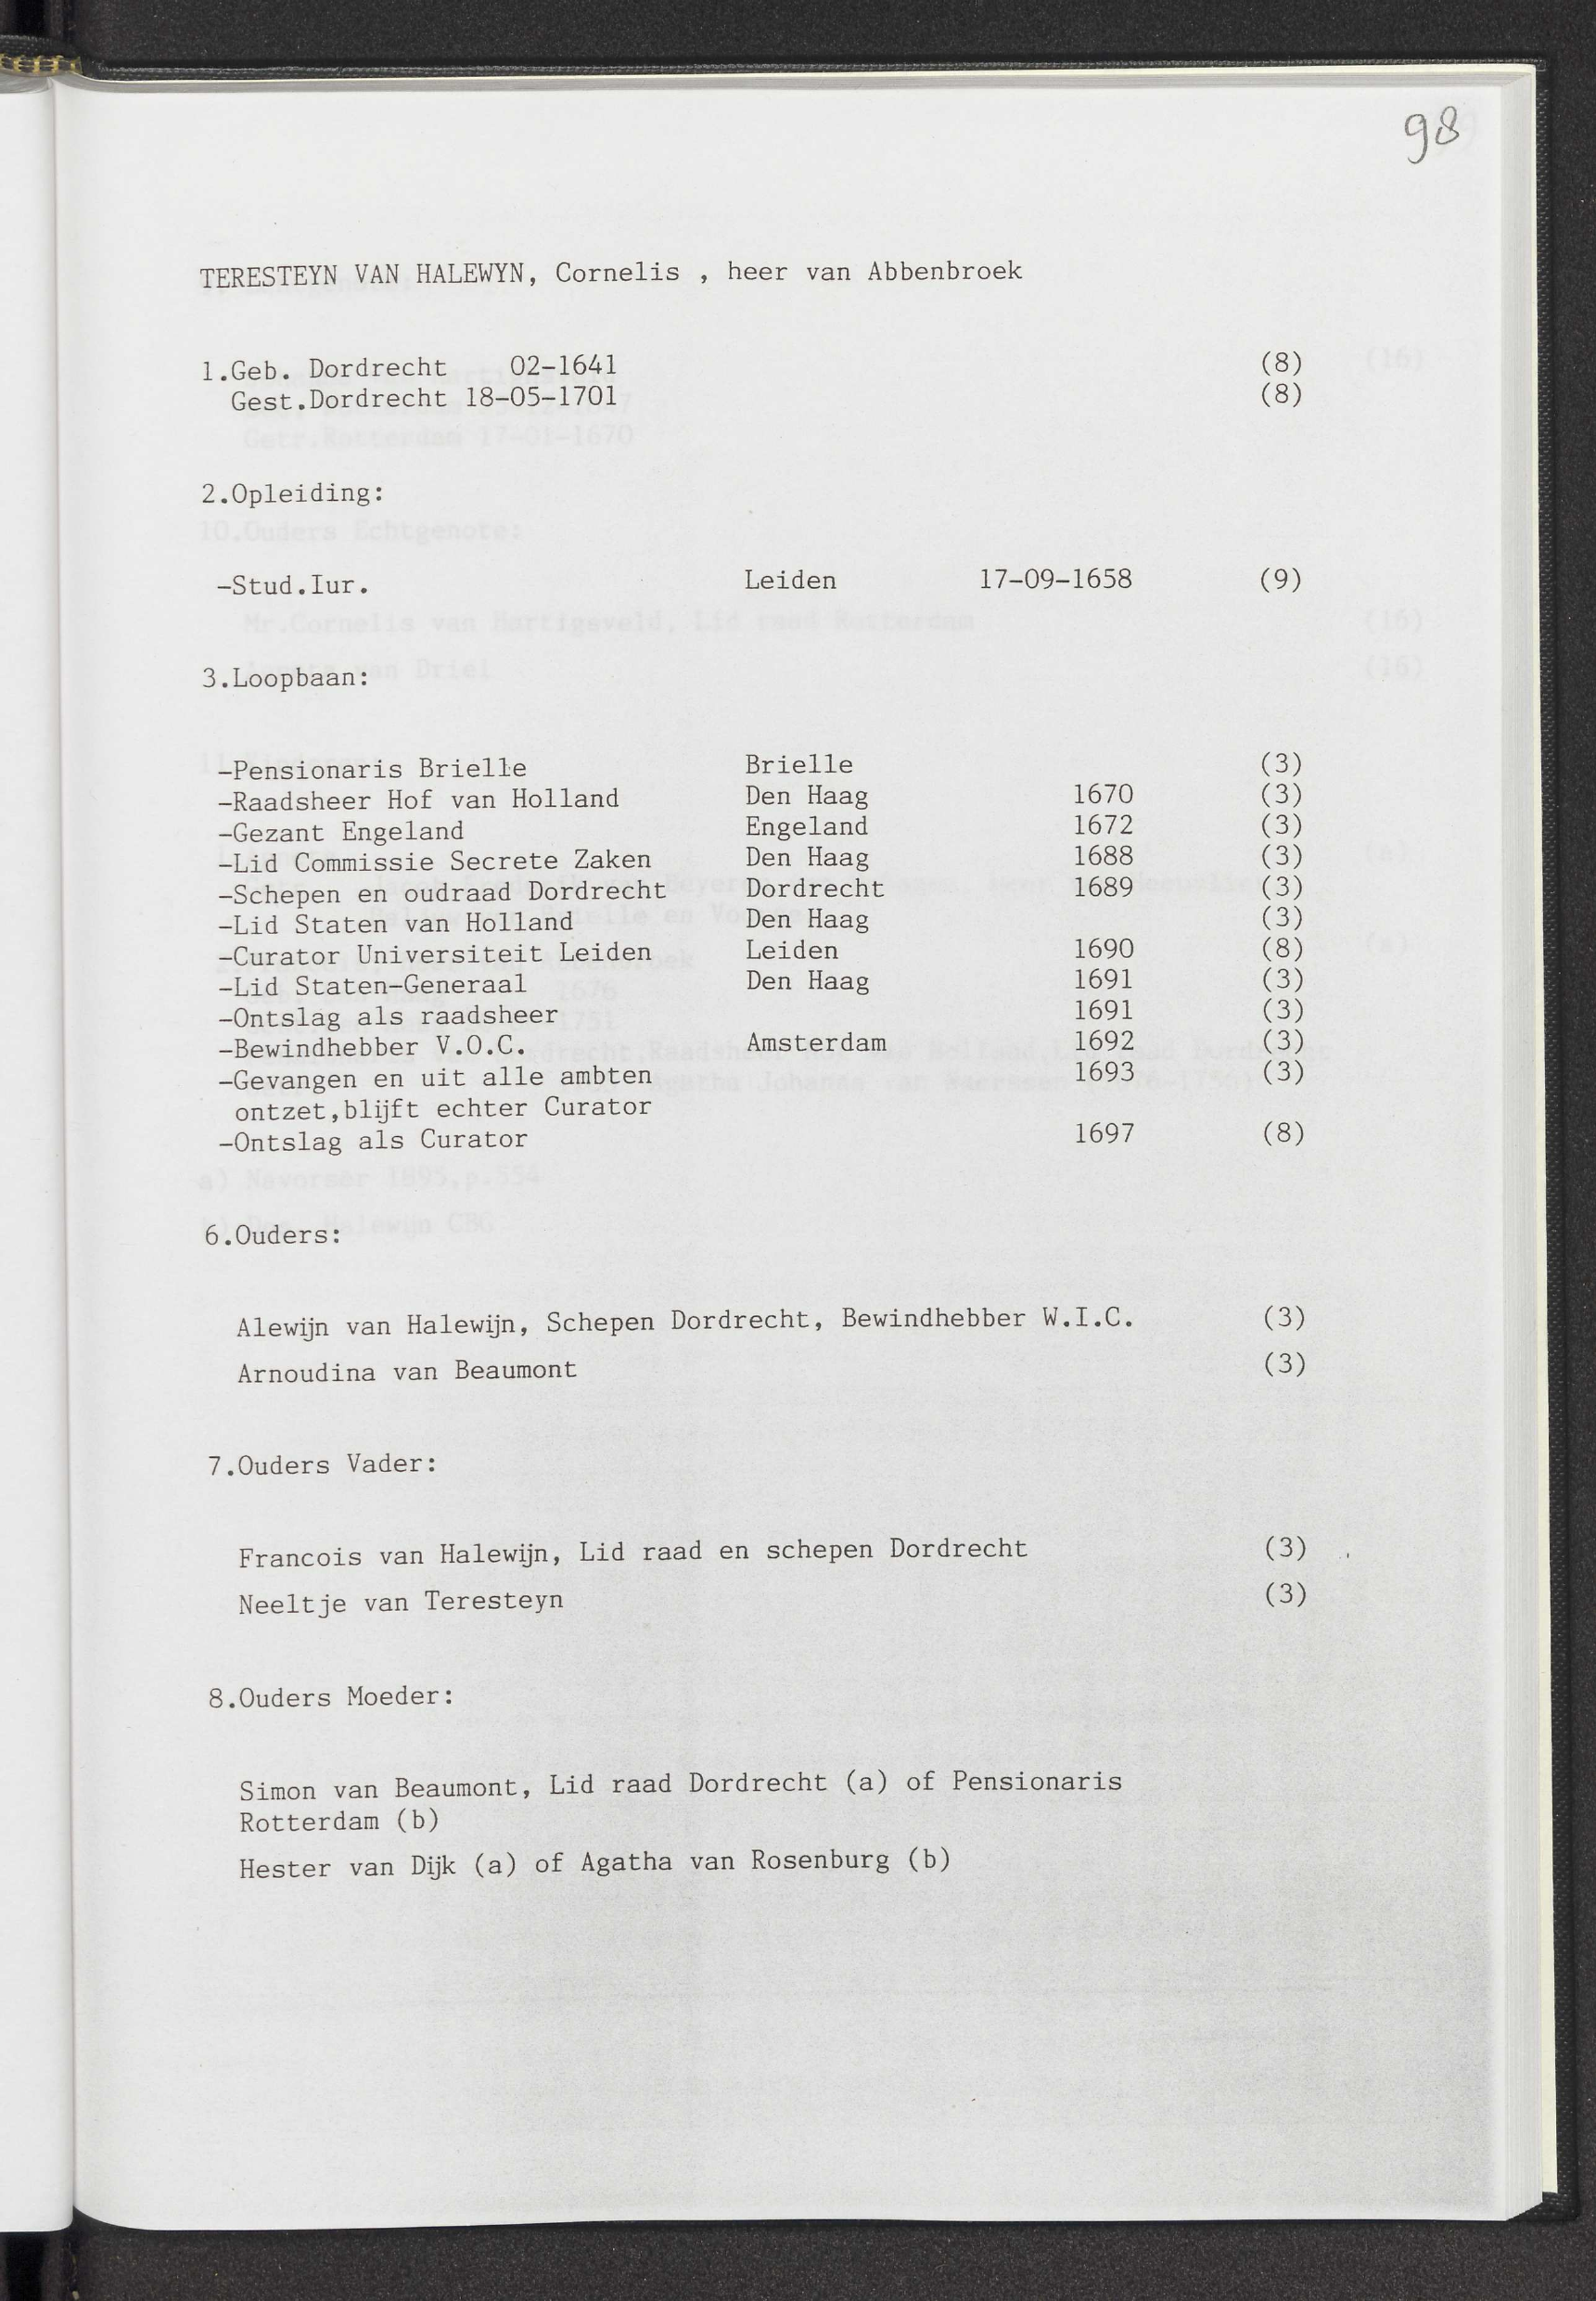 98
TERESTEYN VAN HALEWYN, Cornelis , heer van Abbenbroek
1.Geb. Dordrecht 02-1641 (8)
Gest.Dordrecht 18-05-1701 (8)
2.Opleiding:
-Stud.Iur. Leiden 17-09-1658 (9)
3.Loopbaan:
-Pensionaris Brielle Brielle (3)
-Raadsheer Hof van Holland Den Haag 1670 (3)
-Gezant Engeland Engeland 1672 (3)
-Lid Commissie Secrete Zaken Den Haag 1688 (3)
-Schepen en oudraad Dordrecht Dordrecht 1689 (3)
-Lid Staten van Holland Den Haag (3)
-Curator Universiteit Leiden Leiden 1690 (8)
-Lid Staten-Generaal Den Haag 1691 (3)
-Ontslag als raadsheer 1691 (3)
-Bewindhebber V.O.C. Amsterdam 1692 (3)
-Gevangen en uit alle ambten 1693 (3)
ontzet,blijft echter Curator
-Ontslag als Curator 1697 (8)
6.Ouders:
Alewijn van Halewijn, Schepen Dordrecht, Bewindhebber W.I.C. (3)
Arnoudina van Beaumont (3)
7.Ouders Vader:
Francois van Halewijn, Lid raad en schepen Dordrecht (3)
Neeltje van Teresteyn (3)
8.Ouders Moeder:
Simon van Beaumont, Lid raad Dordrecht (a) of Pensionaris
Rotterdam (b)
Hester van Dijk (a) of Agatha van Rosenburg (b)